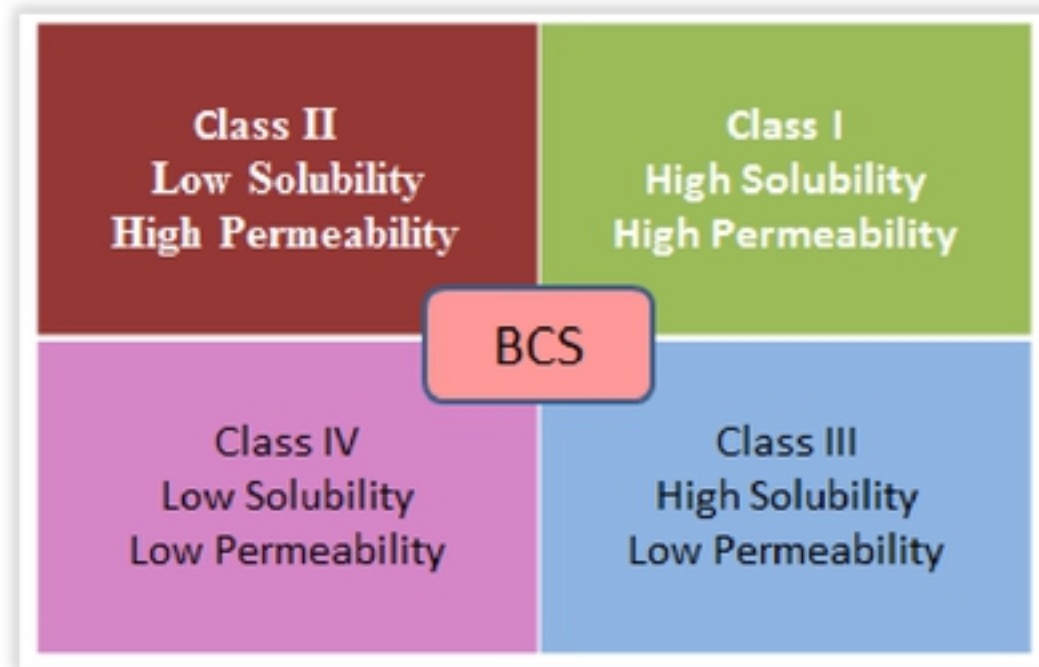 Class II
Low Solubility
High Permeability
Class I
High Solubility
High Permeability
BCS
Class IV
Low Solubility
Low Permeability
Class III
High Solubility
Low Permeability